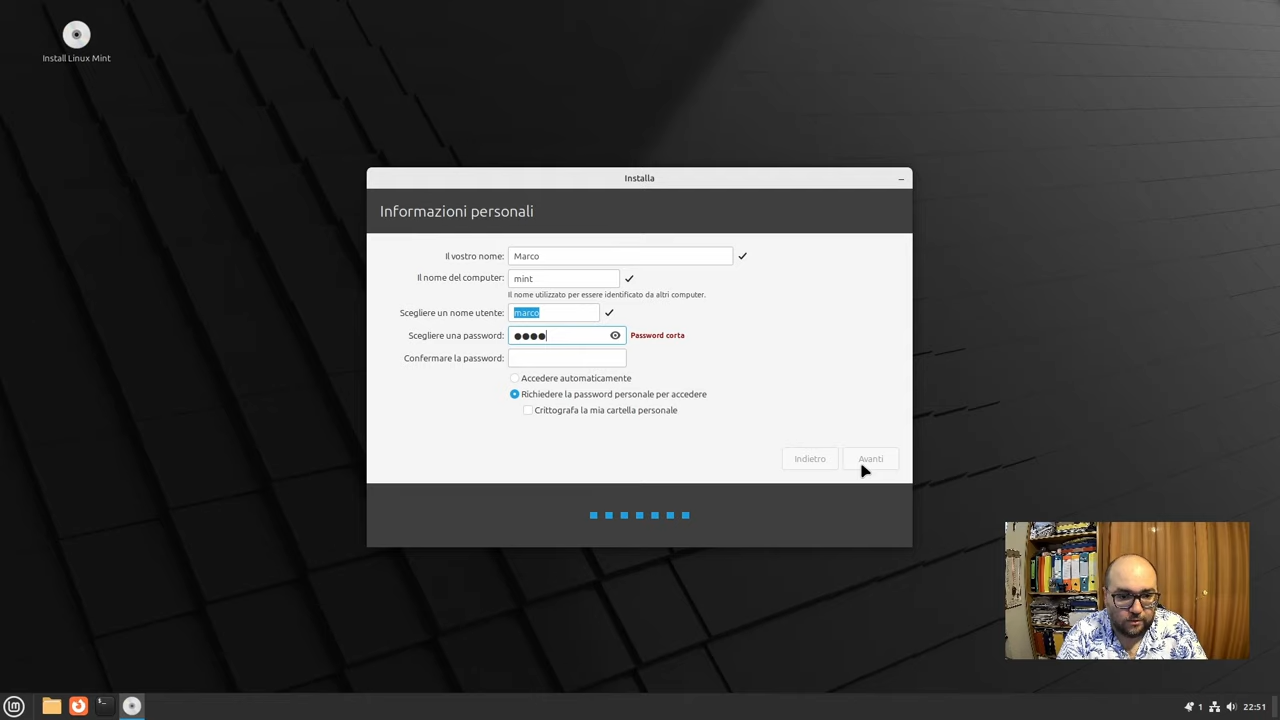 Install Linux Mint
Installa
Informazioni personali
Il vostro nome: Marco
Il nome del computer: mint
Il nome utilizzato per essere identificato da altri computer.
Scegliere un nome utente: marco
Scegliere una password: ●●●● Password corta
Confermare la password:
Accedere automaticamente
Richiedere la password personale per accedere
Crittografa la mia cartella personale
Indietro Avanti
1 22:51